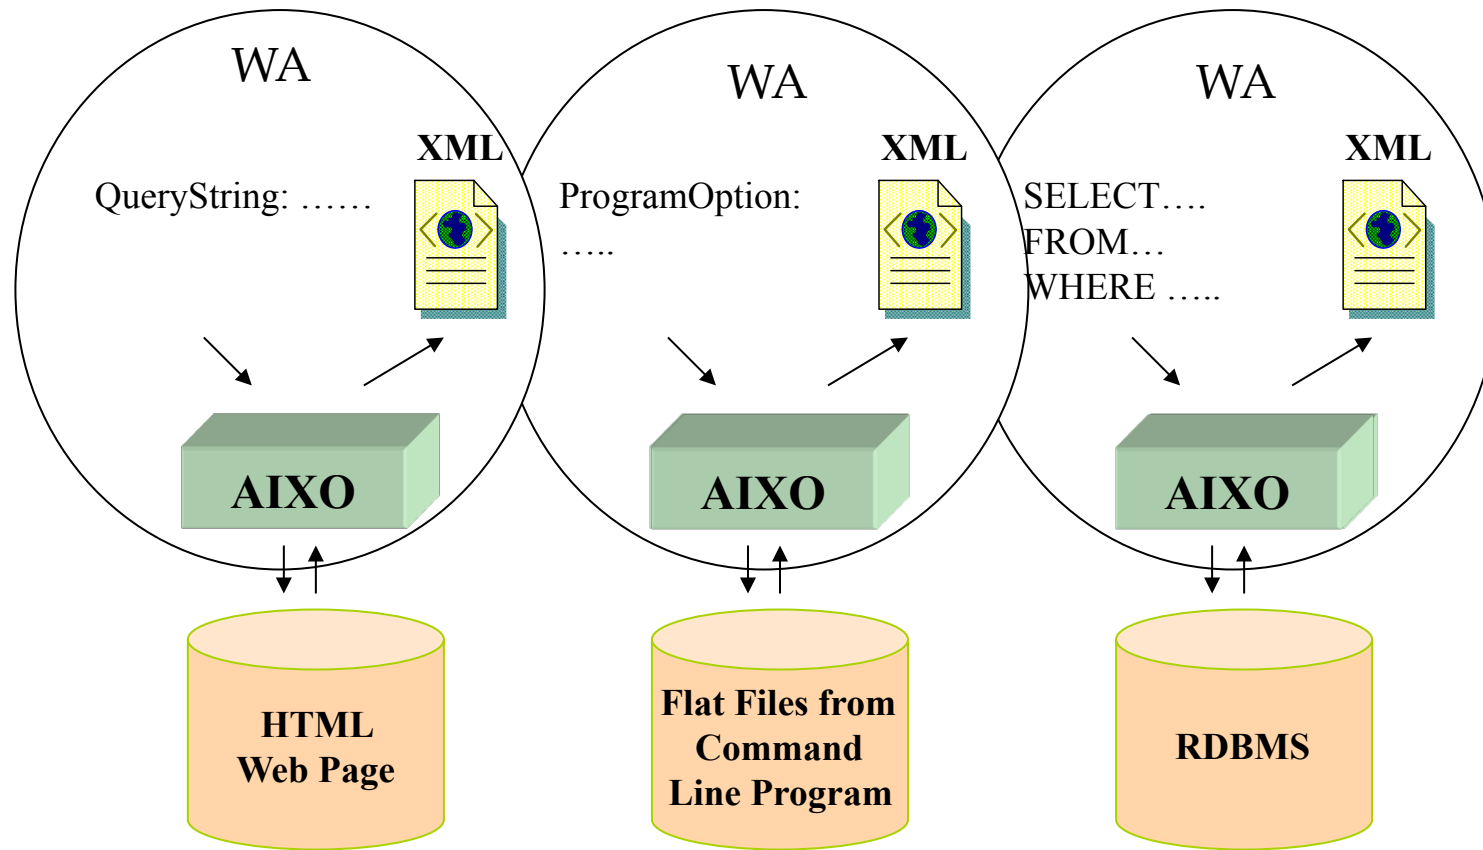 WA
XML
QueryString: ……
AIXO
HTML
Web Page
WA
XML
ProgramOption:
…..
AIXO
Flat Files from
Command
Line Program
WA
XML
SELECT….
FROM…
WHERE …..
AIXO
RDBMS